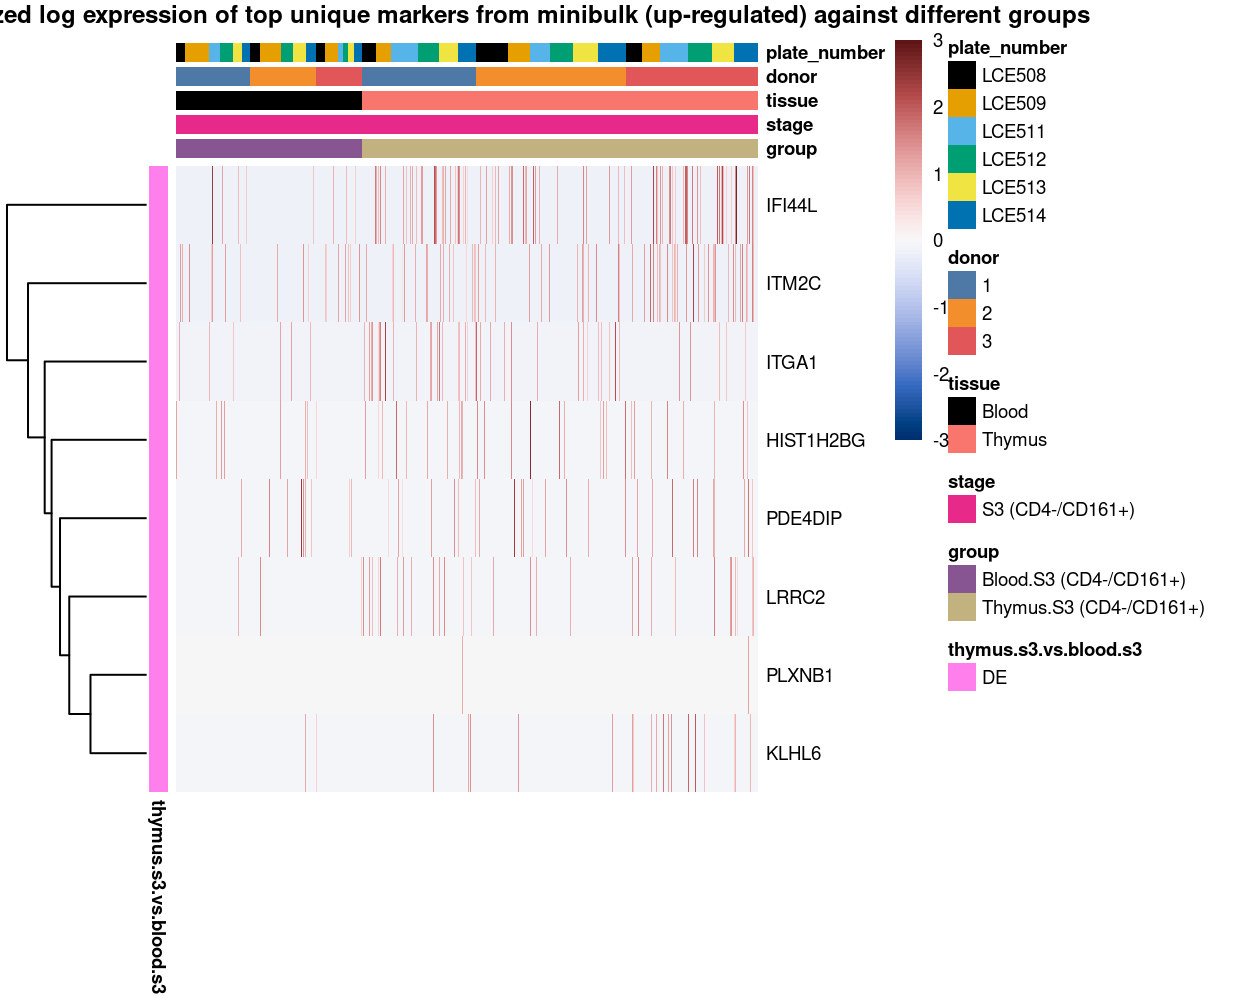 zed log expression of top unique markers from minibulk (up-regulated) against different groups
plate_number
donor
tissue
stage
group
IFI44L
ITM2C
ITGA1
HIST1H2BG
PDE4DIP
LRRC2
PLXNB1
KLHL6
thymus.s3.vs.blood.s3
3
2
1
0
-1
-2
-3
plate_number
LCE508
LCE509
LCE511
LCE512
LCE513
LCE514
donor
1
2
3
tissue
Blood
Thymus
stage
S3 (CD4-/CD161+)
group
Blood.S3 (CD4-/CD161+)
Thymus.S3 (CD4-/CD161+)
thymus.s3.vs.blood.s3
DE